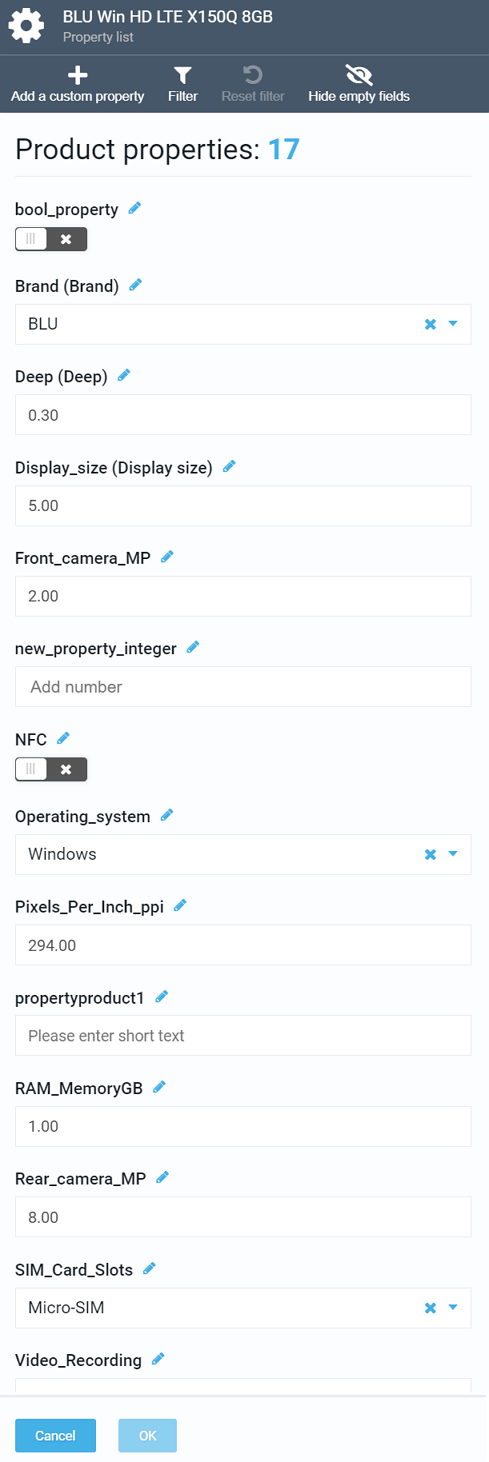 BLU Win HD LTE X150Q 8GB
Property list
Add a custom property
Filter
Reset filter
Hide empty fields
Product properties: 17
bool_property
Brand (Brand)
BLU
Deep (Deep)
0.30
Display_size (Display size)
5.00
Front_camera_MP
2.00
new_property_integer
Add number
NFC
Operating_system
Windows
Pixels_Per_Inch_ppi
294.00
propertyproduct1
Please enter short text
RAM_MemoryGB
1.00
Rear_camera_MP
8.00
SIM_Card_Slots
Micro-SIM
Video_Recording
Cancel
OK